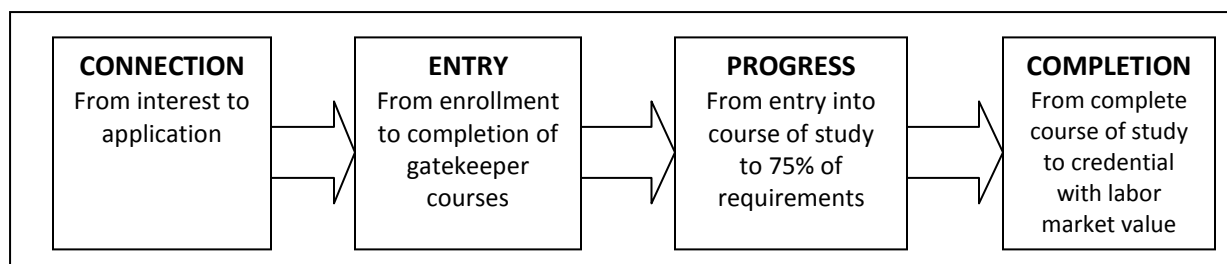 CONNECTION
From interest to
application
ENTRY
From enrollment
to completion of
gatekeeper
courses
PROGRESS
From entry into
course of study
to 75% of
requirements
COMPLETION
From complete
course of study
to credential
with labor
market value